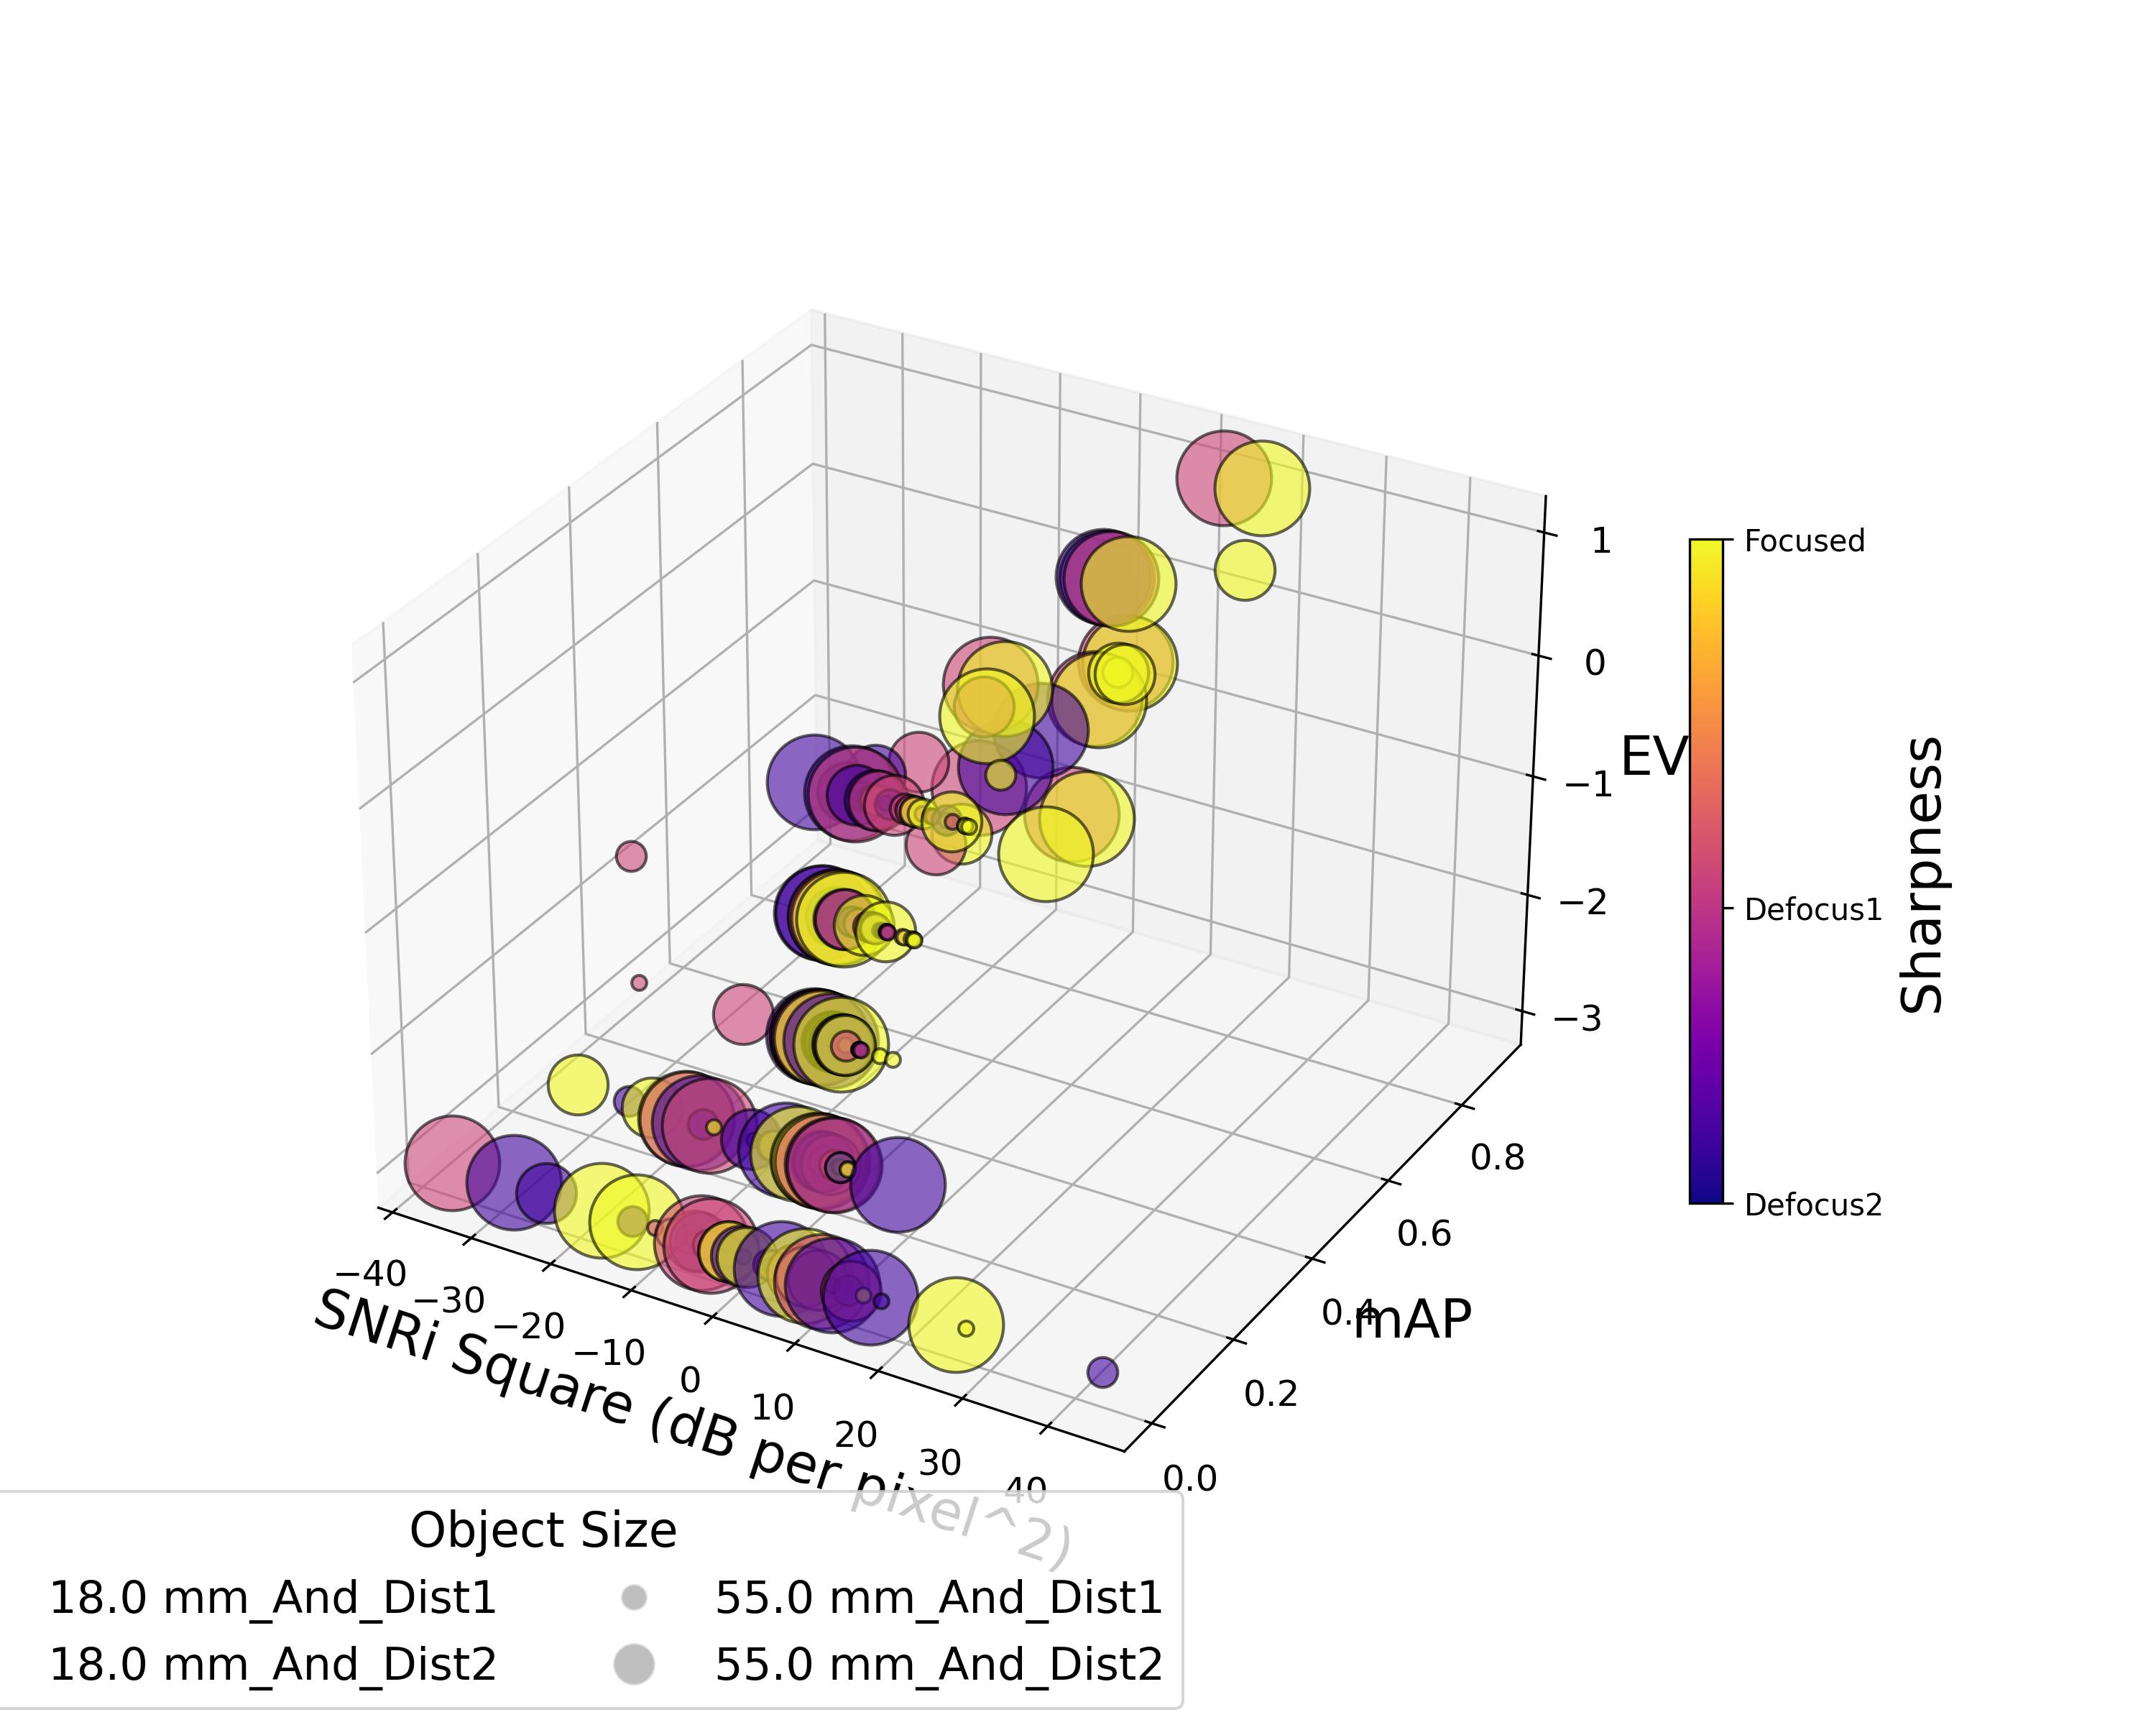 1
0
−1
−2
−3
EV
Focused
Defocus1
Defocus2
Sharpness
0.8
0.6
0.4
0.2
0.0
mAP
−40
−30
−20
−10
0
10
20
30
40
SNRi Square (dB per pixel^2)
Object Size
18.0 mm_And_Dist1
55.0 mm_And_Dist1
18.0 mm_And_Dist2
55.0 mm_And_Dist2